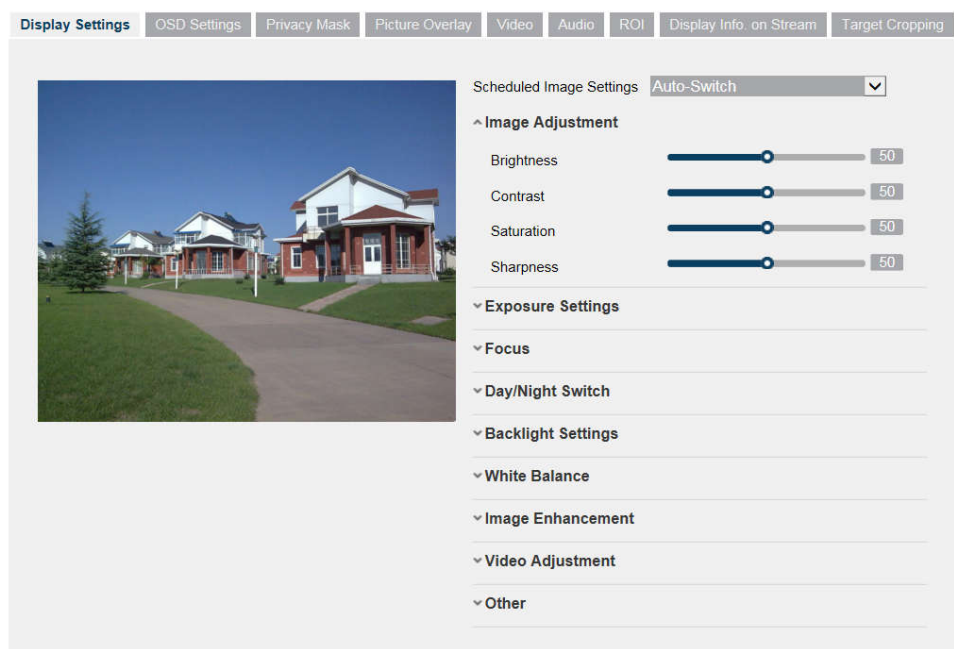 Display Settings OSD Settings Privacy Mask Picture Overlay Video Audio ROI Display Info. on Stream Target Cropping
Scheduled Image Settings Auto-Switch
Image Adjustment
Brightness 50
Contrast 50
Saturation 50
Sharpness 50
Exposure Settings
Focus
Day/Night Switch
Backlight Settings
White Balance
Image Enhancement
Video Adjustment
Other